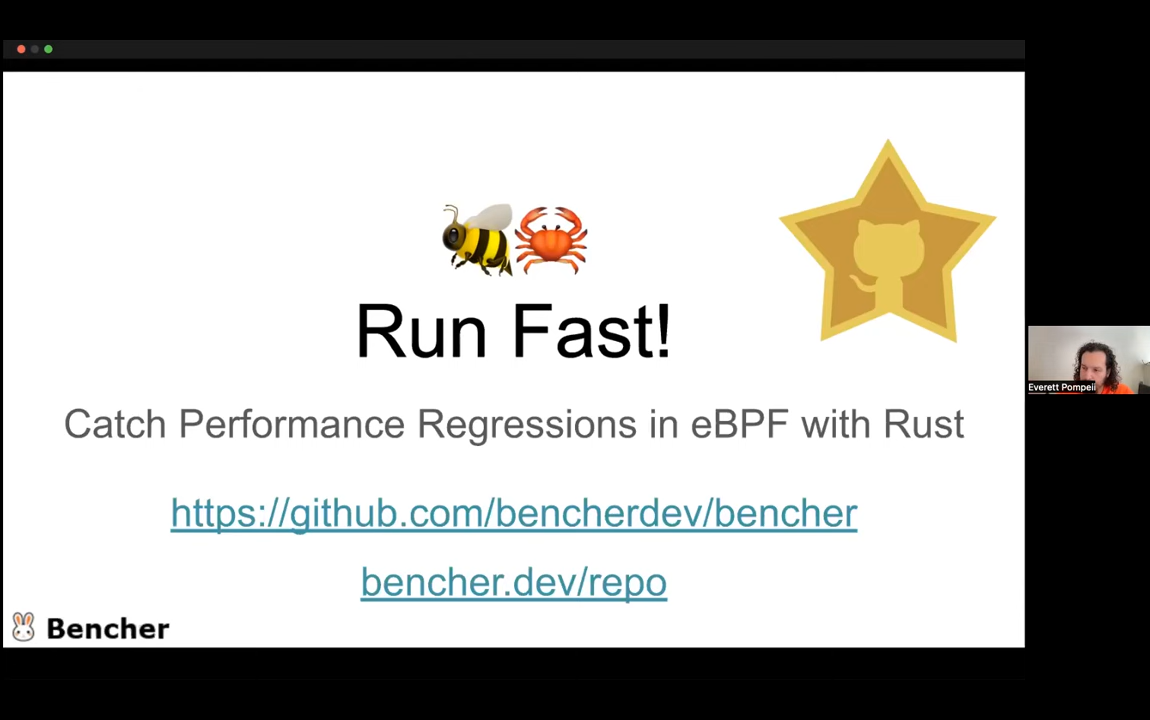 Run Fast!
Catch Performance Regressions in eBPF with Rust
https://github.com/bencherdev/bencher
bencher.dev/repo
Bencher
Everett Pompeii